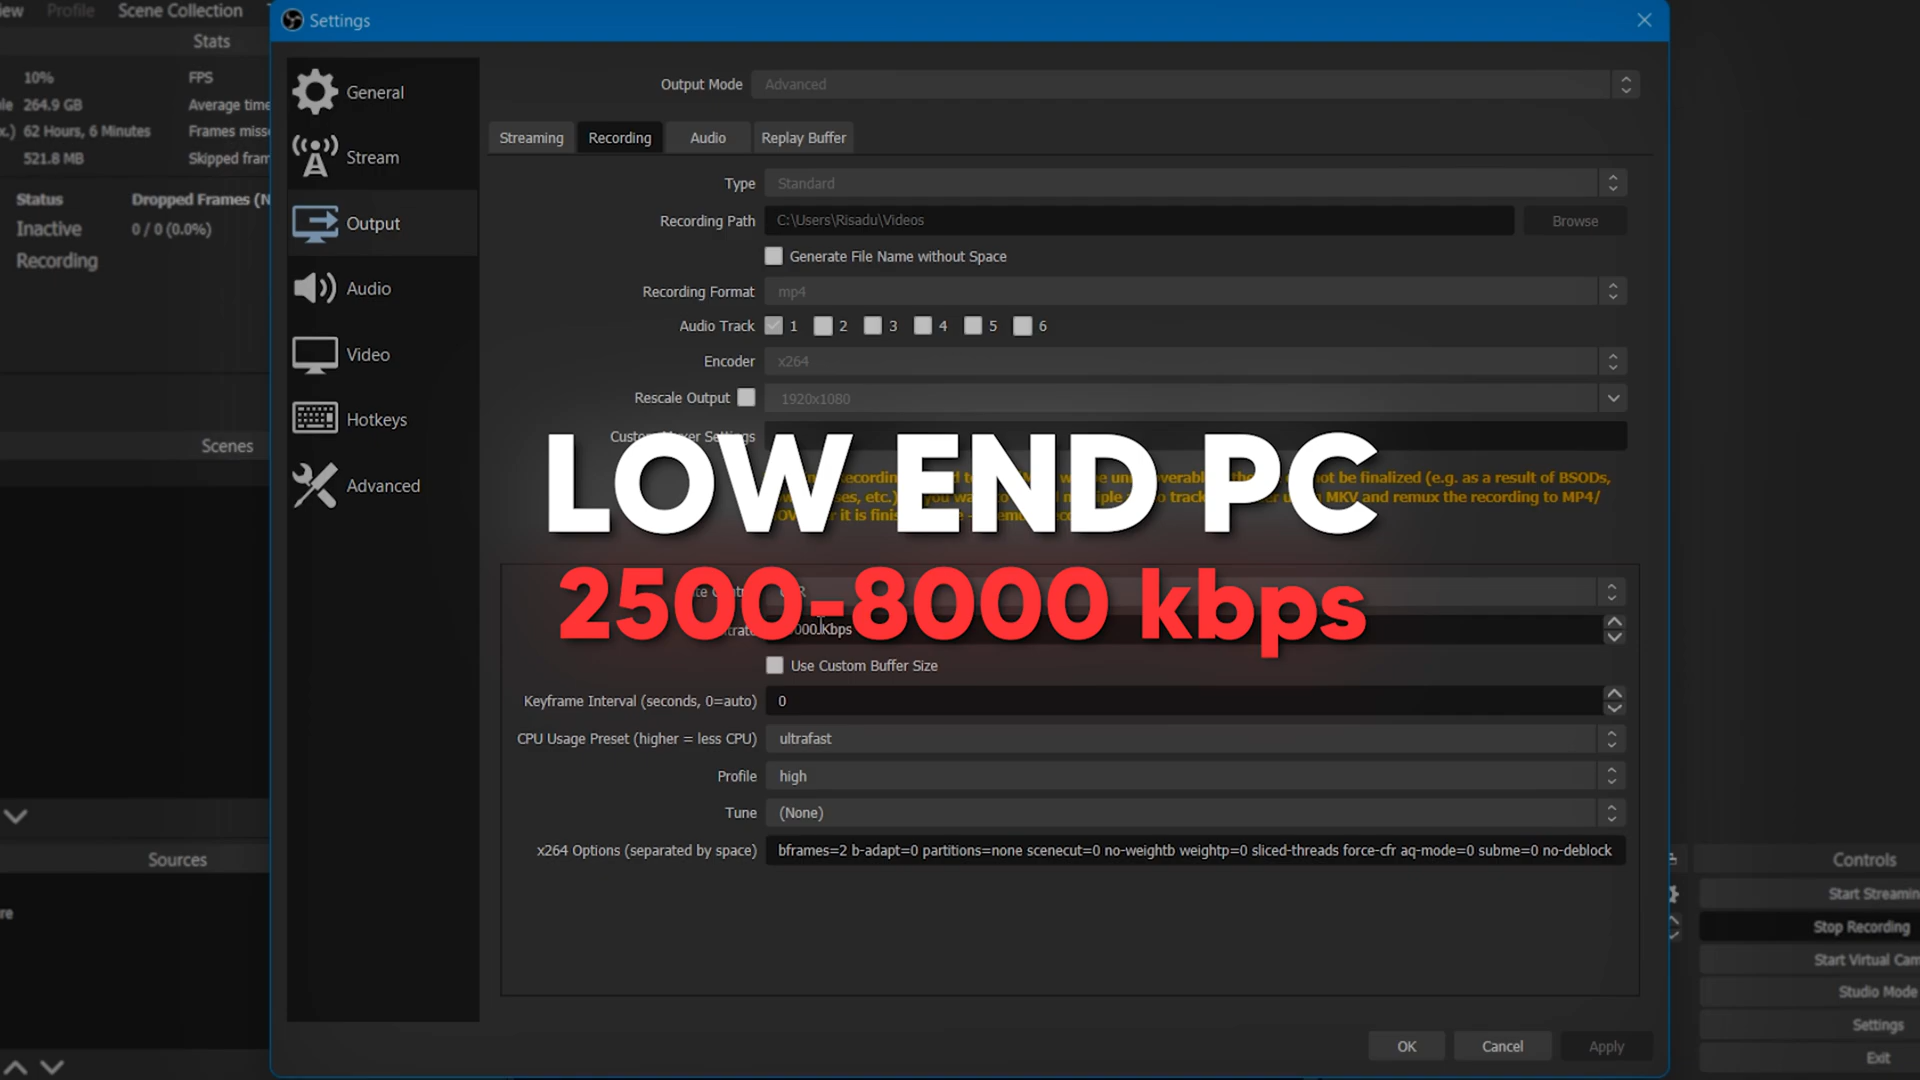 Profile
Scene Collection
Stats
10%
FPS
264.9 GB
Average time
62 Hours, 6 Minutes
Frames miss
521.8 MB
Skipped fram
Status
Dropped Frames (N
Inactive
0 / 0 (0.0%)
Recording
Scenes
Sources
Settings
General
Stream
Output
Audio
Video
Hotkeys
Advanced
Output Mode
Advanced
Streaming
Recording
Audio
Replay Buffer
Type
Standard
Recording Path
C:\Users\Risadu\Videos
Browse
Generate File Name without Space
Recording Format
mp4
Audio Track
1 2 3 4 5 6
Encoder
x264
Rescale Output
1920x1080
LOW END PC
2500-8000 kbps
be finalized (e.g. as a result of BSODs,
MKV and remux the recording to MP4/
Kbps
Use Custom Buffer Size
Keyframe Interval (seconds, 0=auto)
0
CPU Usage Preset (higher = less CPU)
ultrafast
Profile
high
Tune
(None)
x264 Options (separated by space)
bframes=2 b-adapt=0 partitions=none scenecut=0 no-weightb weightp=0 sliced-threads force-cfr aq-mode=0 subme=0 no-deblock
OK
Cancel
Apply
Controls
Start Streamin
Stop Recording
Start Virtual Cam
Studio Mode
Settings
Exit